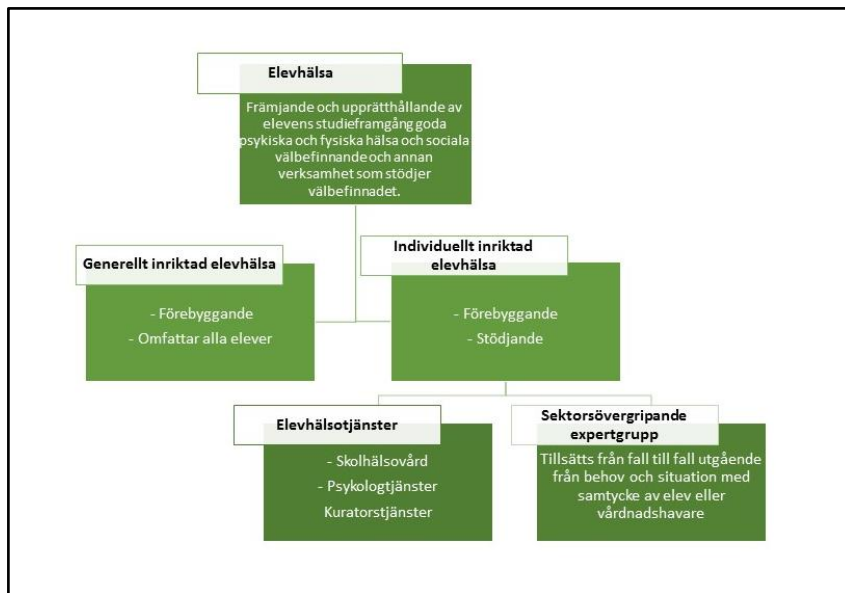 Elevhälsa
Främjande och upprätthållande av
elevens studieframgång goda
psykiska och fysiska hälsa och sociala
välbefinnande och annan
verksamhet som stödjer
välbefinnadet.
Generellt inriktad elevhälsa
- Förebyggande
- Omfattar alla elever
Individuellt inriktad
elevhälsa
- Förebyggande
- Stödjande
Elevhälsotjänster
- Skolhälsovård
- Psykologtjänster
Kuratorstjänster
Sektorsövergripande
expertgrupp
Tillsätts från fall till fall utgående
från behov och situation med
samtycke av elev eller
vårdnadshavare